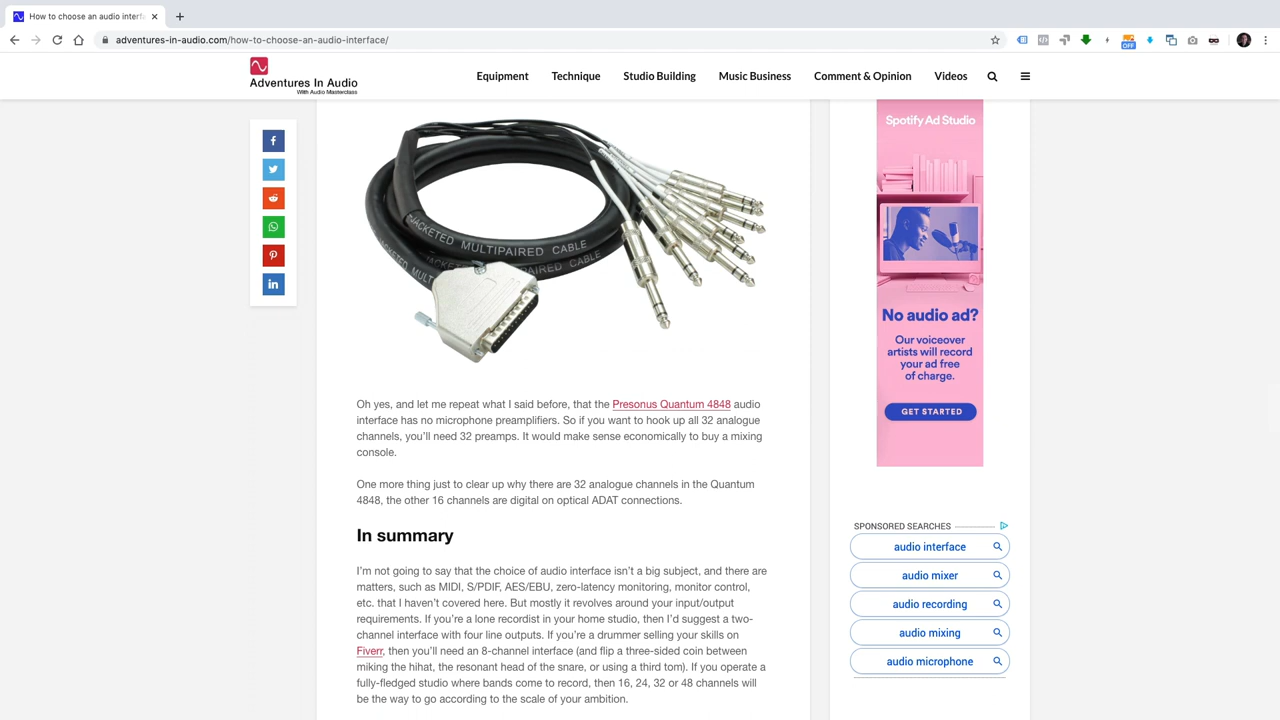 How to choose an audio interfa
adventures-in-audio.com/how-to-choose-an-audio-interface/
OFF
Adventures In Audio
With Audio Masterclass
Equipment
Technique
Studio Building
Music Business
Comment & Opinion
Videos
JACKETED MULTIPAIRED CABLE
JACKETED MULT
PAIRED CABLE
Oh yes, and let me repeat what I said before, that the Presonus Quantum 4848 audio
interface has no microphone preamplifiers. So if you want to hook up all 32 analogue
channels, you'll need 32 preamps. It would make sense economically to buy a mixing
console.
One more thing just to clear up why there are 32 analogue channels in the Quantum
4848, the other 16 channels are digital on optical ADAT connections.
In summary
I'm not going to say that the choice of audio interface isn't a big subject, and there are
matters, such as MIDI, S/PDIF, AES/EBU, zero-latency monitoring, monitor control,
etc. that I haven't covered here. But mostly it revolves around your input/output
requirements. If you're a lone recordist in your home studio, then I'd suggest a two-
channel interface with four line outputs. If you're a drummer selling your skills on
Fiverr, then you'll need an 8-channel interface (and flip a three-sided coin between
miking the hihat, the resonant head of the snare, or using a third tom). If you operate a
fully-fledged studio where bands come to record, then 16, 24, 32 or 48 channels will
be the way to go according to the scale of your ambition.
Spotify Ad Studio
No audio ad?
Our voiceover
artists will record
your ad free
of charge.
GET STARTED
SPONSORED SEARCHES
audio interface
audio mixer
audio recording
audio mixing
audio microphone